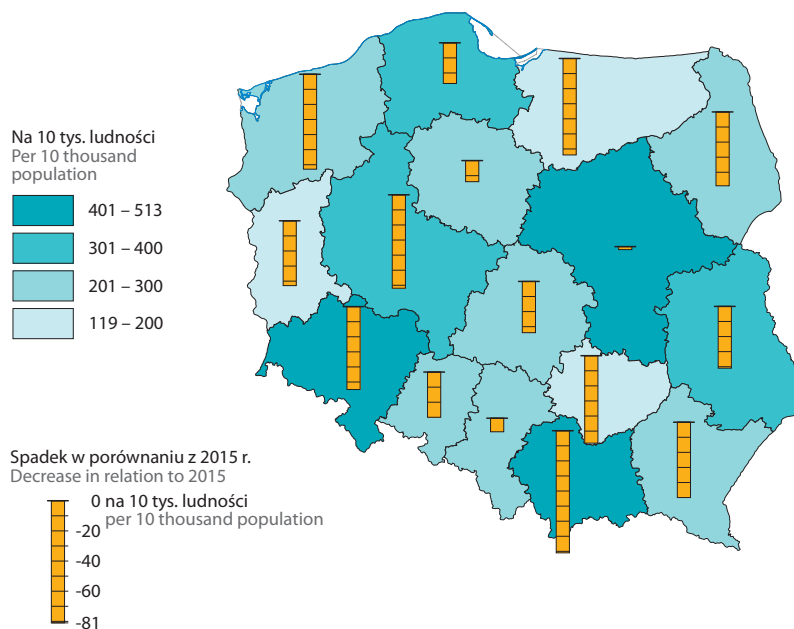 Na 10 tys. ludności
Per 10 thousand
population
401 – 513
301 – 400
201 – 300
119 – 200
Spadek w porównaniu z 2015 r.
Decrease in relation to 2015
0 na 10 tys. ludności
per 10 thousand population
-20
-40
-60
-81